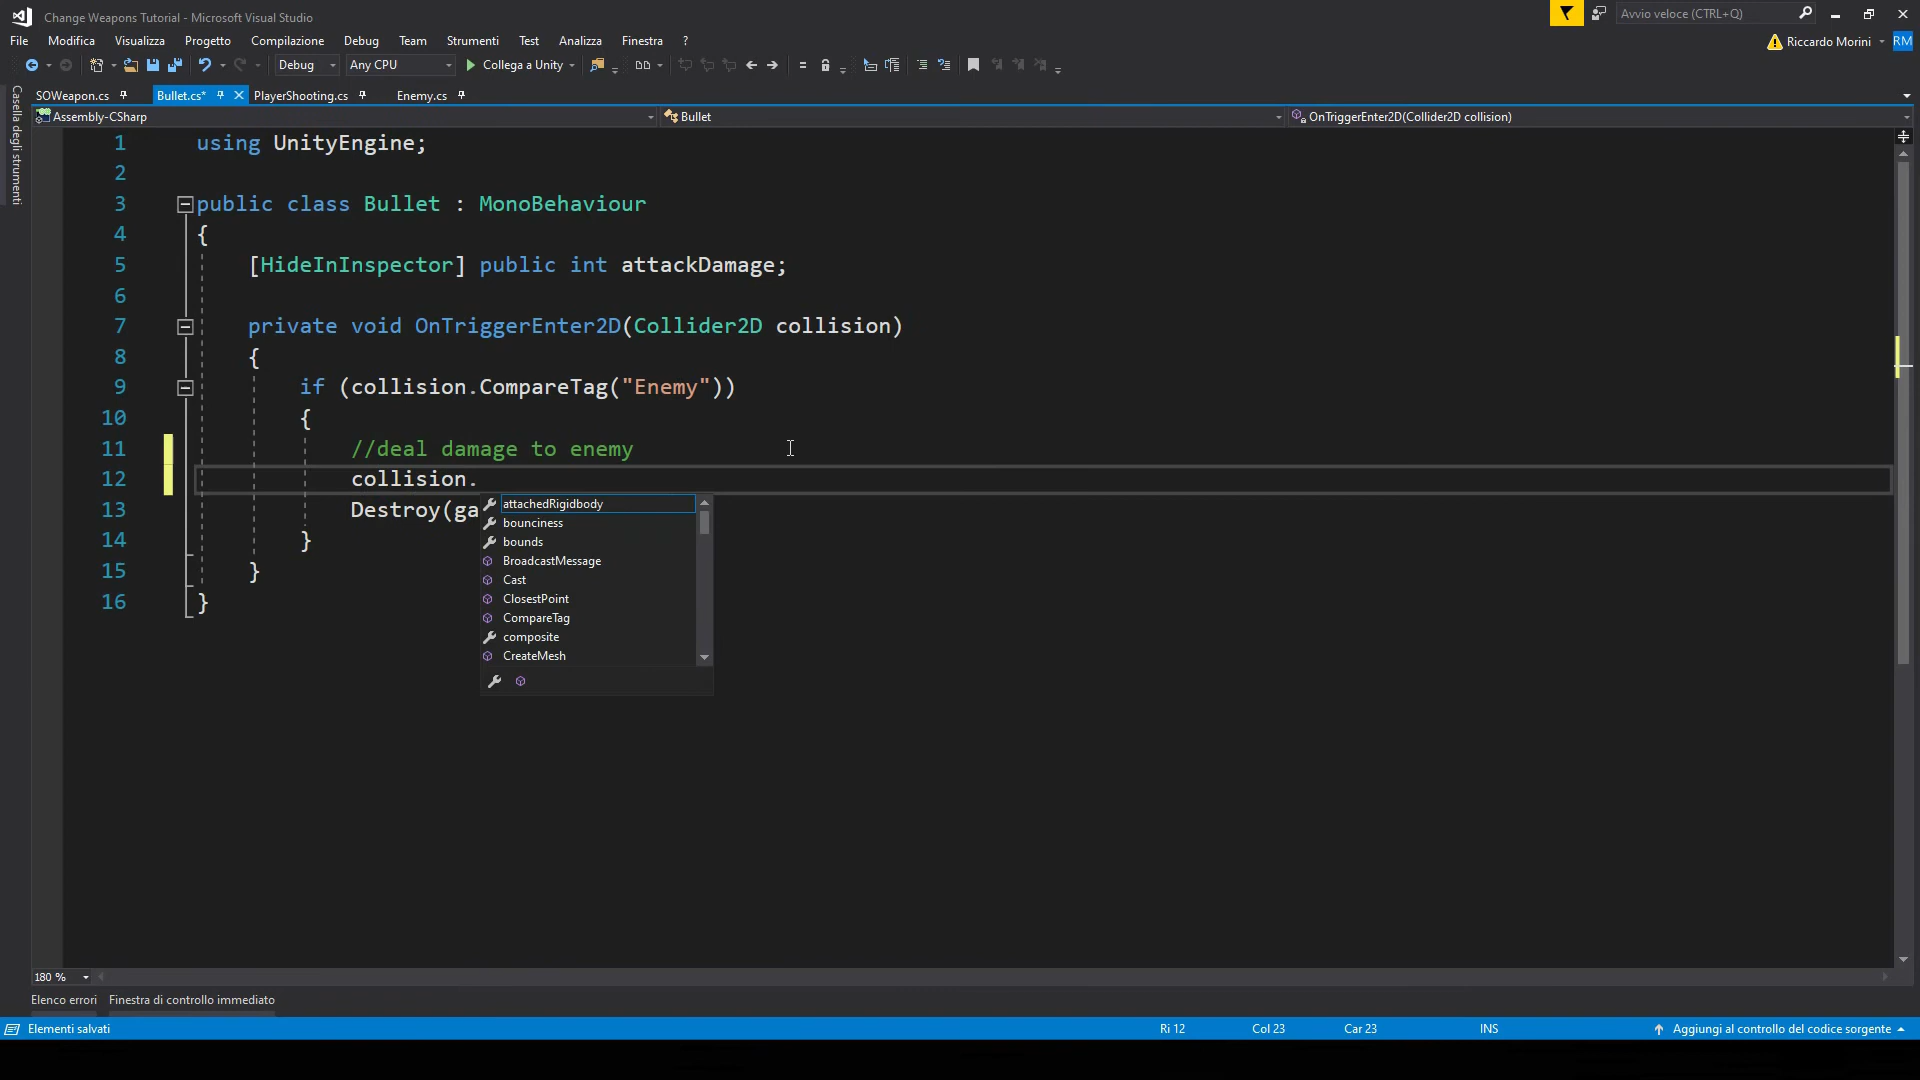 Change Weapons Tutorial - Microsoft Visual Studio
Avvio veloce (CTRL+Q)
File Modifica Visualizza Progetto Compilazione Debug Team Strumenti Test Analizza Finestra ?
Riccardo Morini RM
Debug Any CPU Collega a Unity
SOWeapon.cs Bullet.cs* PlayerShooting.cs Enemy.cs
Assembly-CSharp Bullet OnTriggerEnter2D(Collider2D collision)
Casella degli strumenti
1 using UnityEngine;
2
3 public class Bullet : MonoBehaviour
4 {
5 [HideInInspector] public int attackDamage;
6
7 private void OnTriggerEnter2D(Collider2D collision)
8 {
9 if (collision.CompareTag("Enemy"))
10 {
11 //deal damage to enemy
12 collision.
13 Destroy(ga
14 }
15 }
16 }
attachedRigidbody
bounciness
bounds
BroadcastMessage
Cast
ClosestPoint
CompareTag
composite
CreateMesh
180 %
Elenco errori Finestra di controllo immediato
Elementi salvati Ri 12 Col 23 Car 23 INS Aggiungi al controllo del codice sorgente